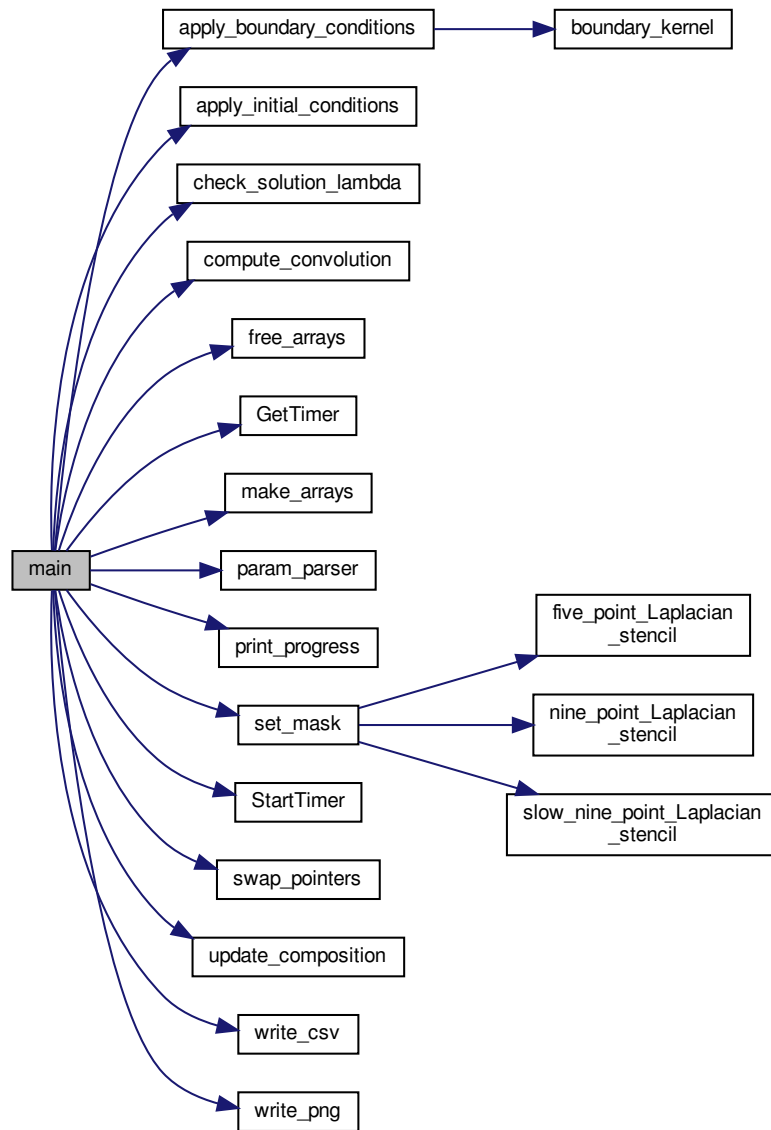 apply_boundary_conditions
boundary_kernel
apply_initial_conditions
check_solution_lambda
compute_convolution
free_arrays
GetTimer
make_arrays
main
param_parser
print_progress
set_mask
five_point_Laplacian
_stencil
nine_point_Laplacian
_stencil
slow_nine_point_Laplacian
_stencil
StartTimer
swap_pointers
update_composition
write_csv
write_png